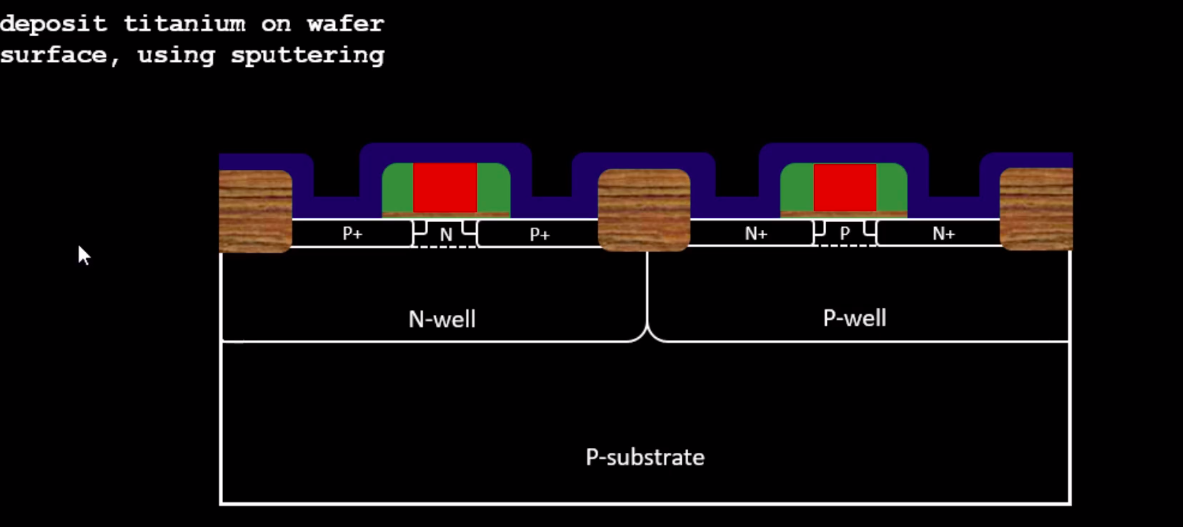 deposit titanium on wafer
surface, using sputtering
P+ N P+ N+ P N+
N-well P-well
P-substrate